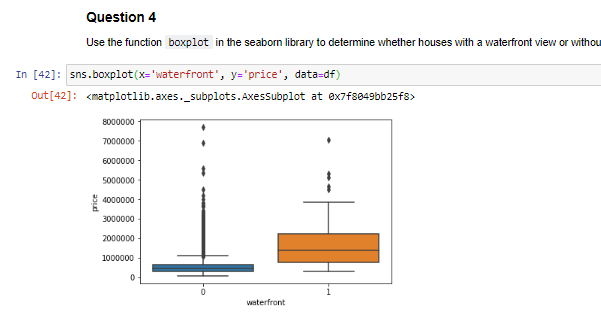 Question 4
Use the function boxplot in the seaborn library to determine whether houses with a waterfront view or
In [42]: sns.boxplot(x='waterfront', y='price', data=df)
Out[42]: <matplotlib.axes._subplots.AxesSubplot at 0x7f8049bb25f8>
8000000
7000000
6000000
5000000
4000000
3000000
2000000
1000000
0
price
0 1
waterfront